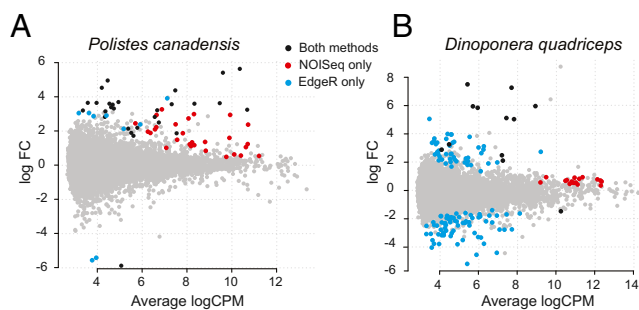 A
Polistes canadensis
Both methods
NOISeq only
EdgeR only
6
4
2
0
-2
-4
-6
log FC
4
6
8
10
12
Average logCPM
B
Dinoponera quadriceps
8
6
4
2
0
-2
-4
-6
log FC
4
6
8
10
12
14
Average logCPM